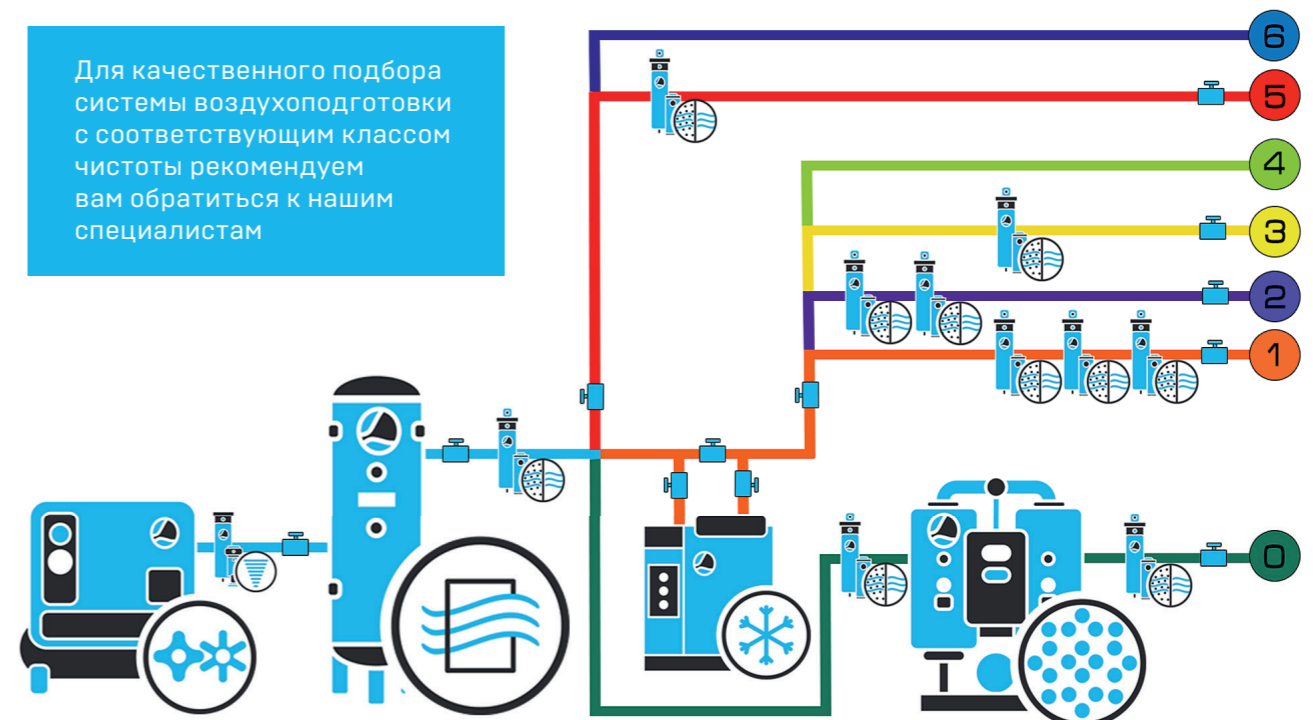 Для качественного подбора
системы воздухоподготовки
с соответствующим классом
чистоты рекомендуем
вам обратиться к нашим
специалистам
6
5
4
3
2
1
0